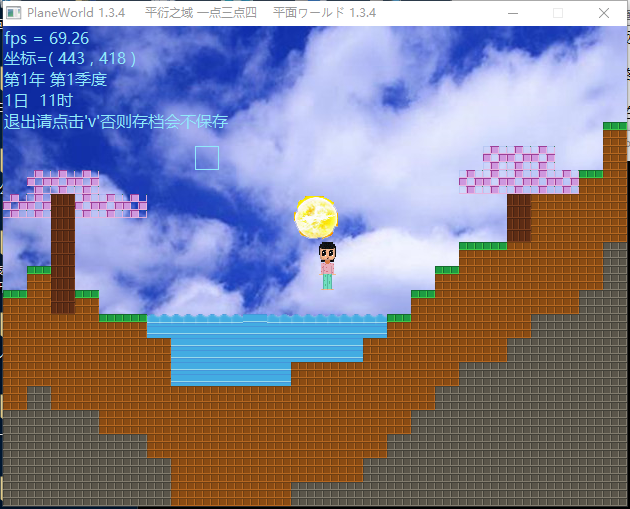 PlaneWorld 1.3.4 平衍之域 一点三点四 平面ワールド 1.3.4
fps = 69.26
坐标=( 443 , 418 )
第1年 第1季度
1日 11时
退出请点击'v'否则存档会不保存